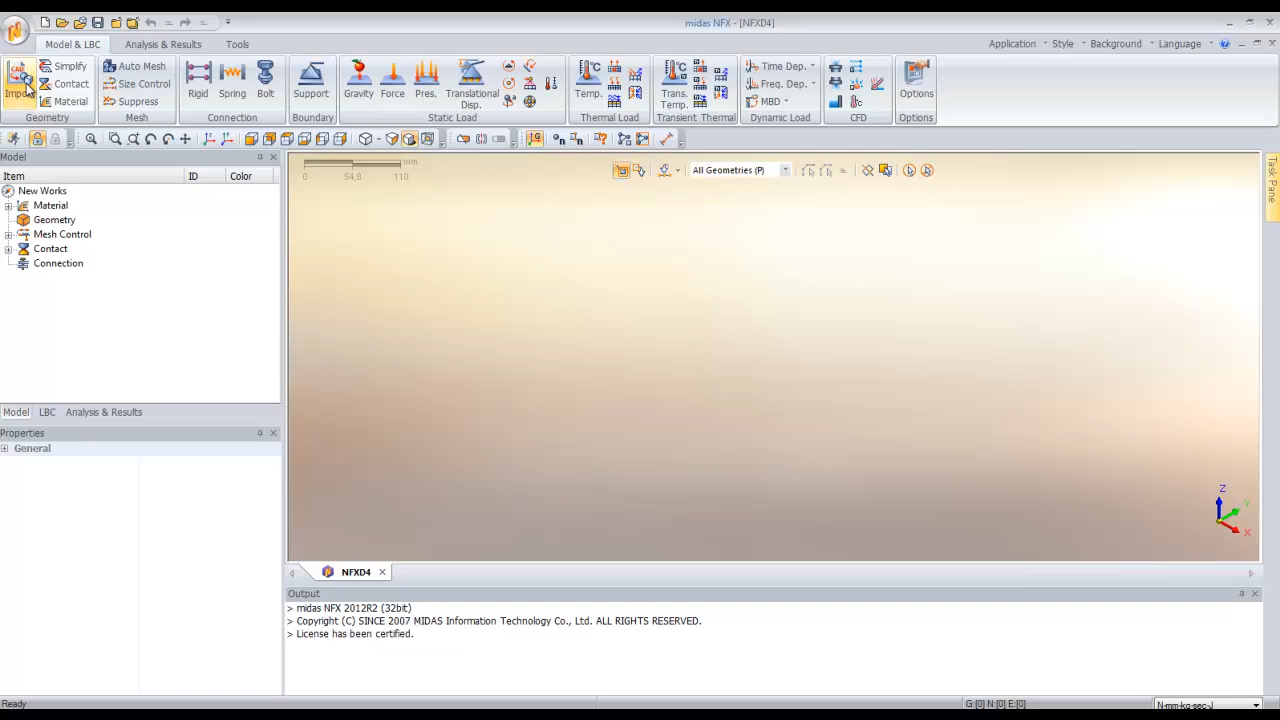 midas NFX - [NFXD4]
Model & LBC
Analysis & Results
Tools
Application
Style
Background
Language
CAD
Import
Simplify
Contact
Material
Geometry
Auto Mesh
Size Control
Suppress
Mesh
Rigid
Spring
Bolt
Connection
Support
Boundary
Gravity
Force
Pres.
Translational
Disp.
Static Load
Temp.
Thermal Load
Trans.
Temp.
Transient Thermal
Time Dep.
Freq. Dep.
MBD
Dynamic Load
CFD
Options
Options
Model
Item
ID
Color
New Works
Material
Geometry
Mesh Control
Contact
Connection
Model
LBC
Analysis & Results
Properties
General
mm
0
54.8
110
All Geometries (P)
Task Pane
Z
Y
X
NFXD4
Output
> midas NFX 2012R2 (32bit)
> Copyright (C) SINCE 2007 MIDAS Information Technology Co., Ltd. ALL RIGHTS RESERVED.
> License has been certified.
Ready
G:[0] N:[0] E:[0]
N-mm-kg-sec-J